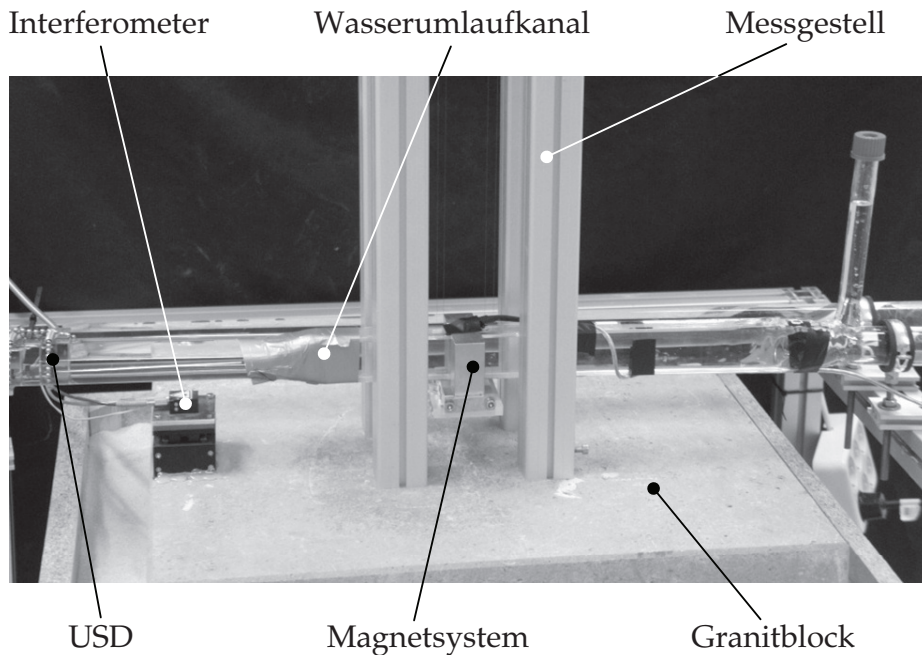 Interferometer Wasserumlaufkanal Messgestell
USD Magnetsystem Granitblock